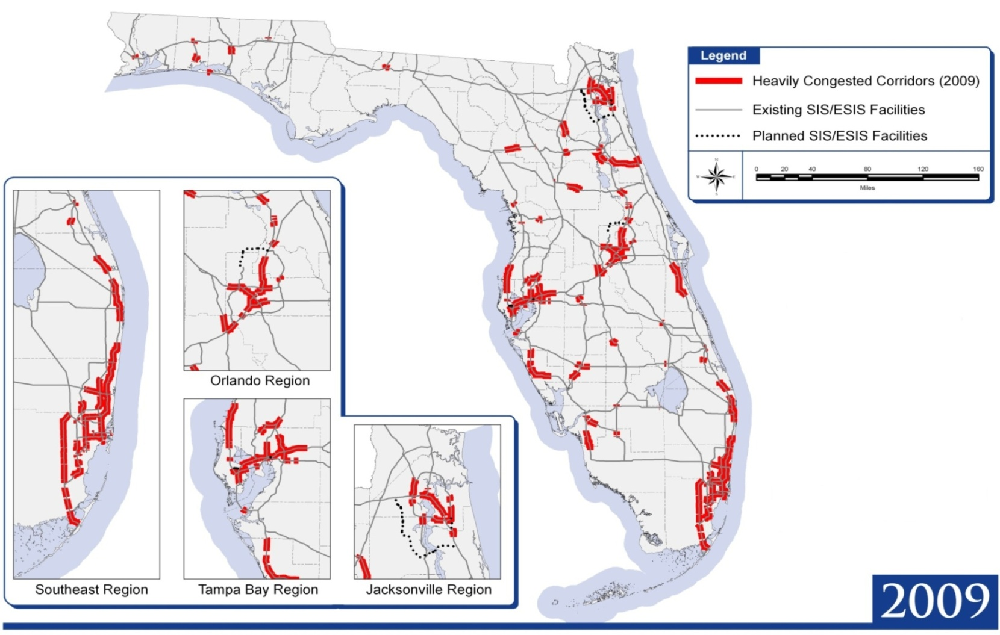 Legend
Heavily Congested Corridors (2009)
Existing SIS/ESIS Facilities
Planned SIS/ESIS Facilities
N
W E
S
0 20 40 80 120 160
Miles
Orlando Region
Southeast Region
Tampa Bay Region
Jacksonville Region
2009